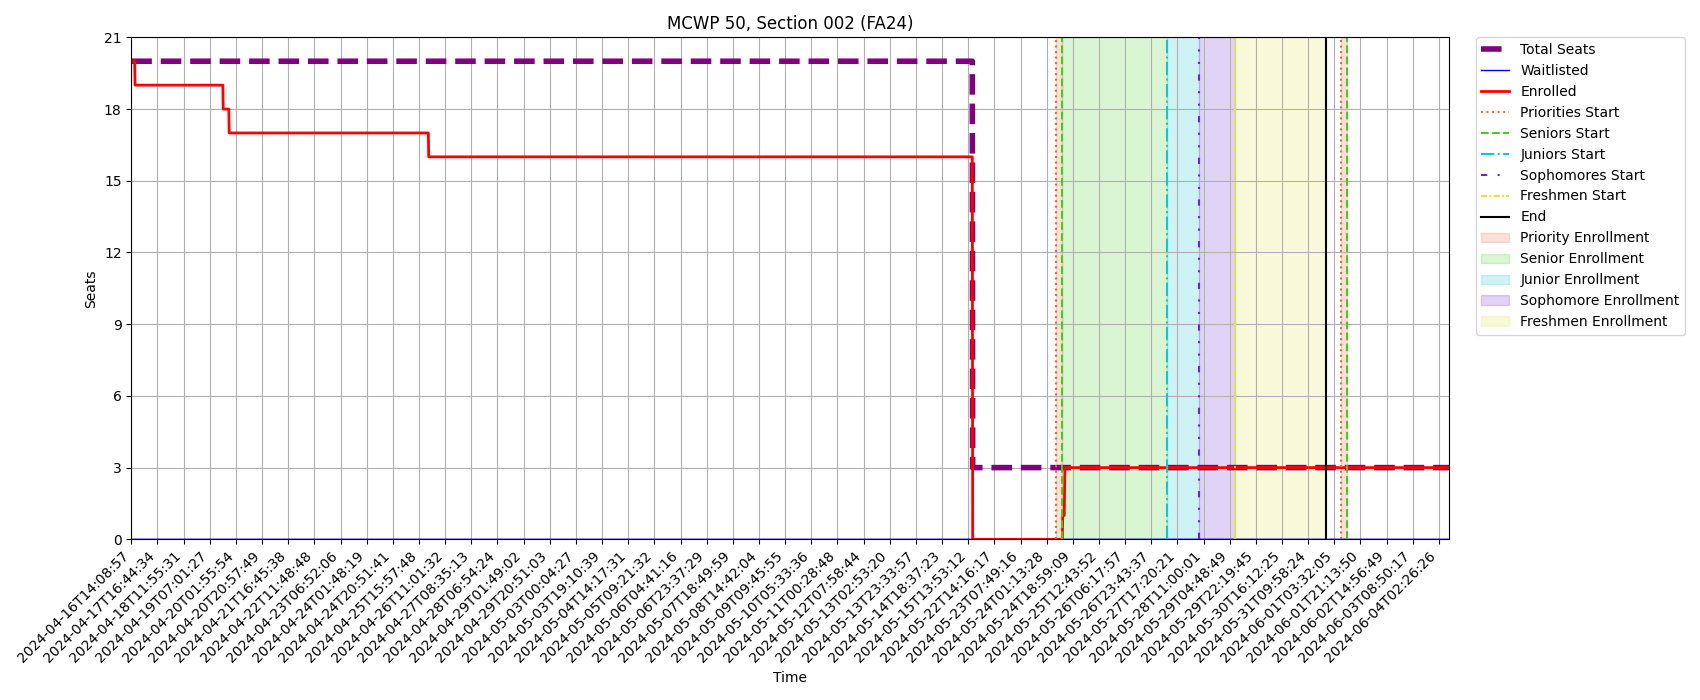 MCWP 50, Section 002 (FA24)
21
18
15
12
9
6
3
0
Seats
2024-04-16T14:08:57
2024-04-17T16:44:34
2024-04-18T11:55:31
2024-04-19T07:01:27
2024-04-20T01:55:54
2024-04-20T20:57:49
2024-04-21T16:45:38
2024-04-22T11:48:48
2024-04-23T06:52:06
2024-04-24T01:48:19
2024-04-24T20:51:41
2024-04-25T15:57:48
2024-04-26T11:01:32
2024-04-27T08:35:13
2024-04-28T06:54:24
2024-04-29T01:49:02
2024-04-29T20:51:03
2024-05-03T00:04:27
2024-05-03T19:10:39
2024-05-04T14:17:31
2024-05-05T09:21:32
2024-05-06T04:41:16
2024-05-06T23:37:29
2024-05-07T18:49:59
2024-05-08T14:42:04
2024-05-09T09:45:55
2024-05-10T05:33:36
2024-05-11T00:28:48
2024-05-12T07:58:44
2024-05-13T02:53:20
2024-05-13T23:33:57
2024-05-14T18:37:23
2024-05-15T13:53:12
2024-05-22T14:16:17
2024-05-23T07:49:16
2024-05-24T01:13:28
2024-05-24T18:59:09
2024-05-25T12:43:52
2024-05-26T06:17:57
2024-05-26T23:43:37
2024-05-27T17:20:21
2024-05-28T11:00:01
2024-05-29T04:48:49
2024-05-29T22:19:45
2024-05-30T16:12:25
2024-05-31T09:58:24
2024-06-01T03:32:05
2024-06-01T21:13:50
2024-06-02T14:56:49
2024-06-03T08:50:17
2024-06-04T02:26:26
Time
Total Seats
Waitlisted
Enrolled
Priorities Start
Seniors Start
Juniors Start
Sophomores Start
Freshmen Start
End
Priority Enrollment
Senior Enrollment
Junior Enrollment
Sophomore Enrollment
Freshmen Enrollment